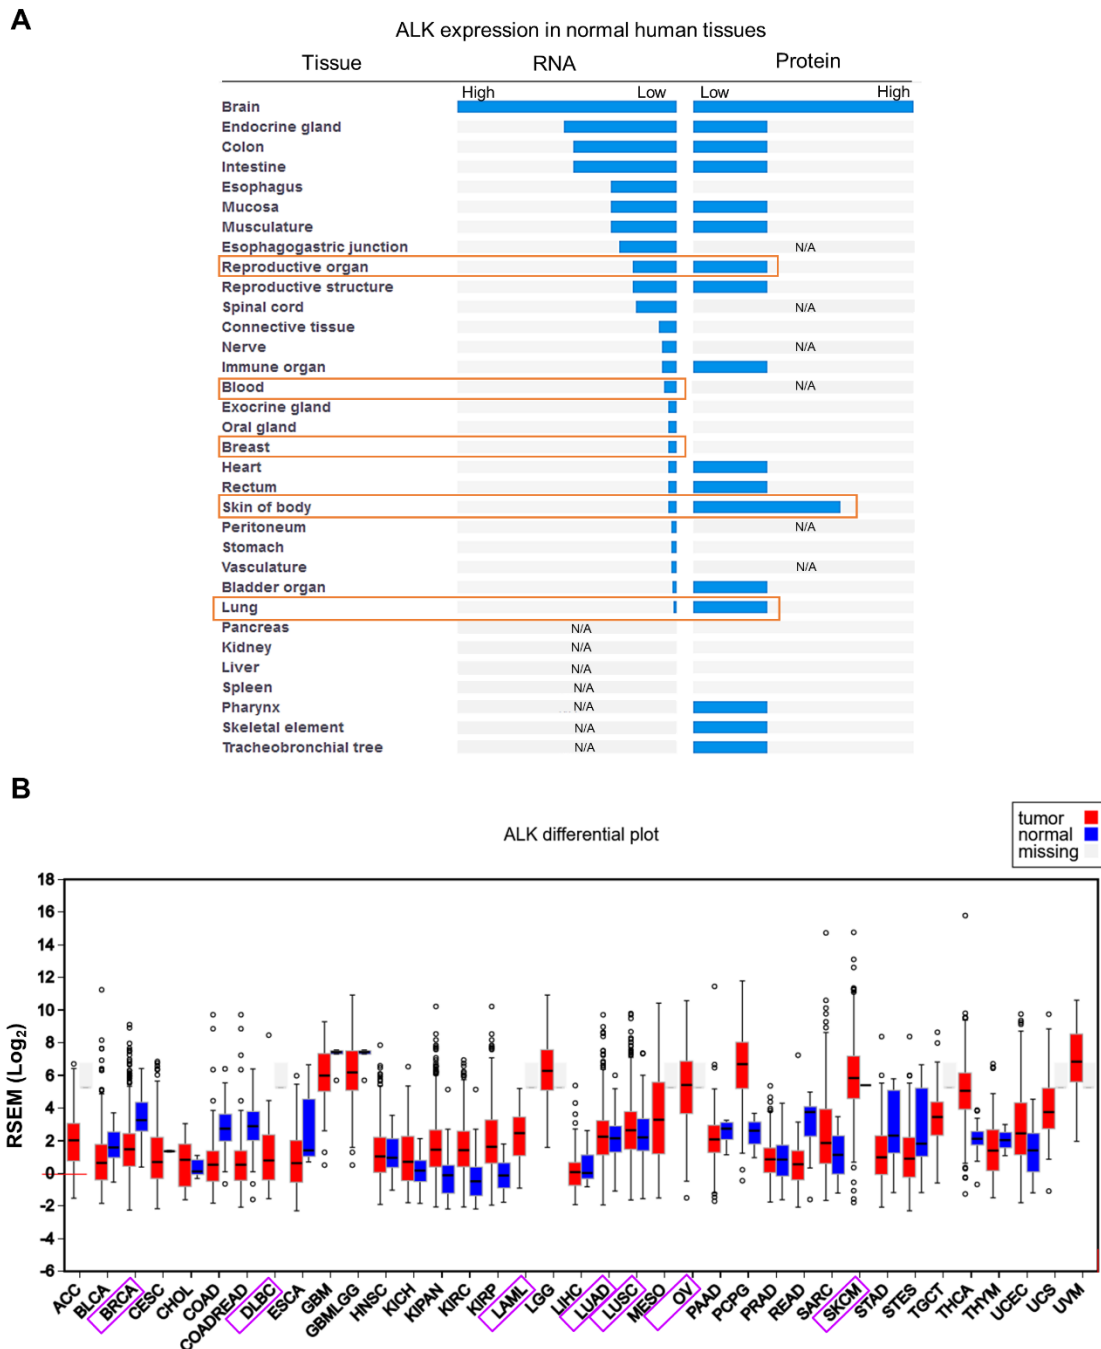 A
ALK expression in normal human tissues
Tissue RNA Protein
High Low Low High
Brain
Endocrine gland
Colon
Intestine
Esophagus
Mucosa
Musculature
Esophagogastric junction N/A
Reproductive organ
Reproductive structure
Spinal cord N/A
Connective tissue
Nerve N/A
Immune organ
Blood N/A
Exocrine gland
Oral gland
Breast
Heart
Rectum
Skin of body
Peritoneum N/A
Stomach
Vasculature N/A
Bladder organ
Lung
Pancreas N/A
Kidney N/A
Liver N/A
Spleen N/A
Pharynx N/A
Skeletal element N/A
Tracheobronchial tree N/A
B
ALK differential plot
tumor
normal
missing
RSEM (Log2)
18
16
14
12
10
8
6
4
2
0
-2
-4
-6
ACC
BLCA
BRCA
CESC
CHOL
COAD
COADREAD
DLBC
ESCA
GBM
GBMLGG
HNSC
KICH
KIPAN
KIRC
KIRP
LAML
LGG
LIHC
LUAD
LUSC
MESO
OV
PAAD
PCPG
PRAD
READ
SARC
SKCM
STAD
STES
TGCT
THCA
THYM
UCEC
UCS
UVM